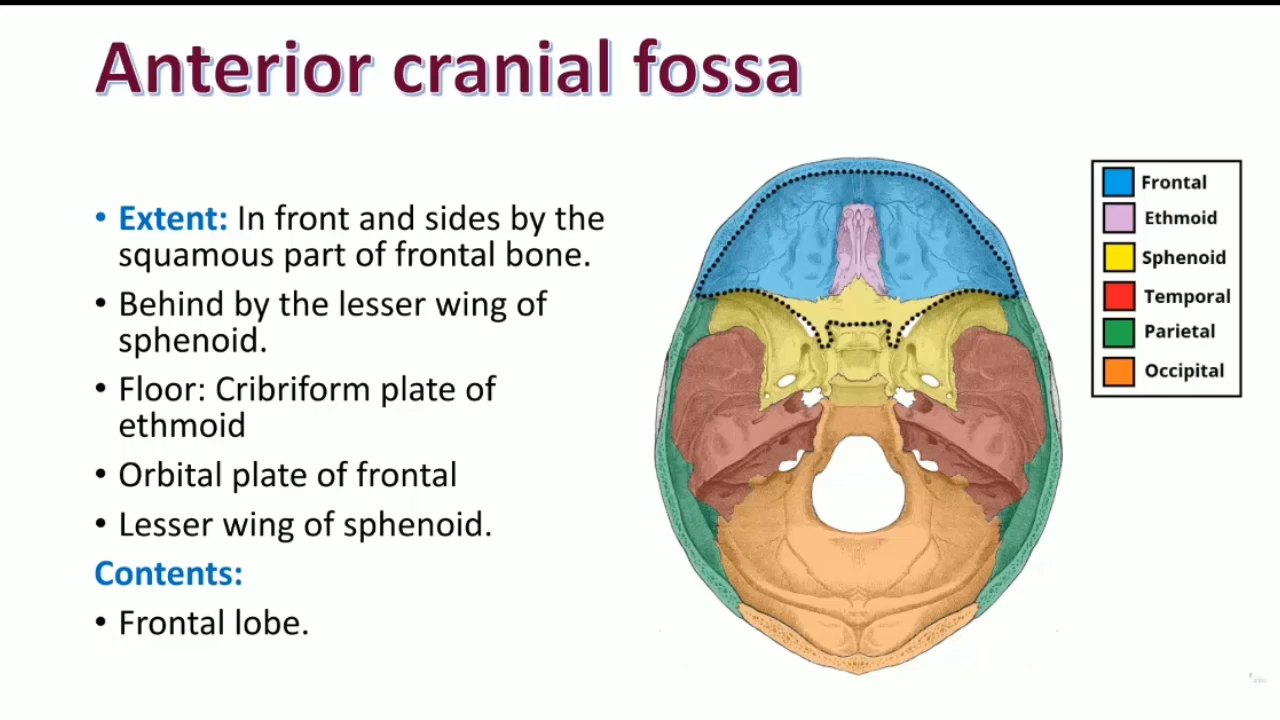 Anterior cranial fossa
• Extent: In front and sides by the
squamous part of frontal bone.
• Behind by the lesser wing of
sphenoid.
• Floor: Cribriform plate of
ethmoid
• Orbital plate of frontal
• Lesser wing of sphenoid.
Contents:
• Frontal lobe.
Frontal
Ethmoid
Sphenoid
Temporal
Parietal
Occipital